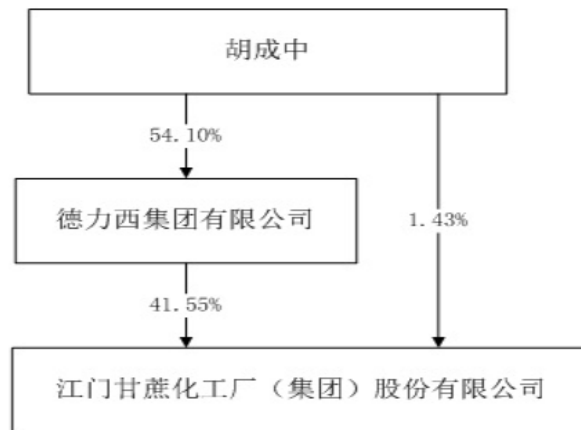 胡成中
54.10%
德力西集团有限公司
1.43%
41.55%
江门甘蔗化工厂（集团）股份有限公司